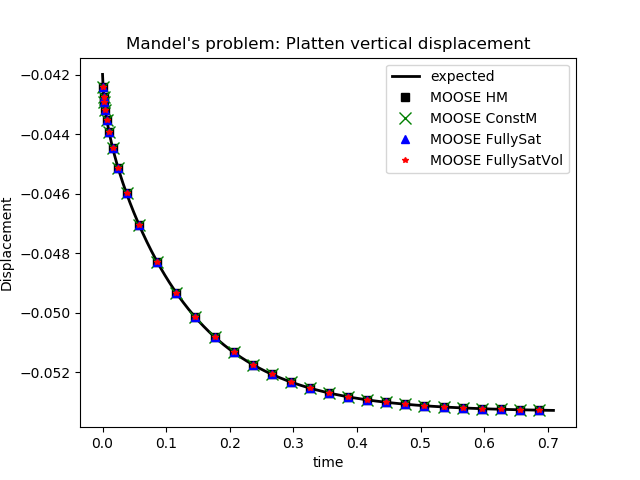 Mandel's problem: Platten vertical displacement
expected
MOOSE HM
MOOSE ConstM
MOOSE FullySat
MOOSE FullySatVol
−0.042
−0.044
−0.046
−0.048
−0.050
−0.052
Displacement
0.0 0.1 0.2 0.3 0.4 0.5 0.6 0.7
time